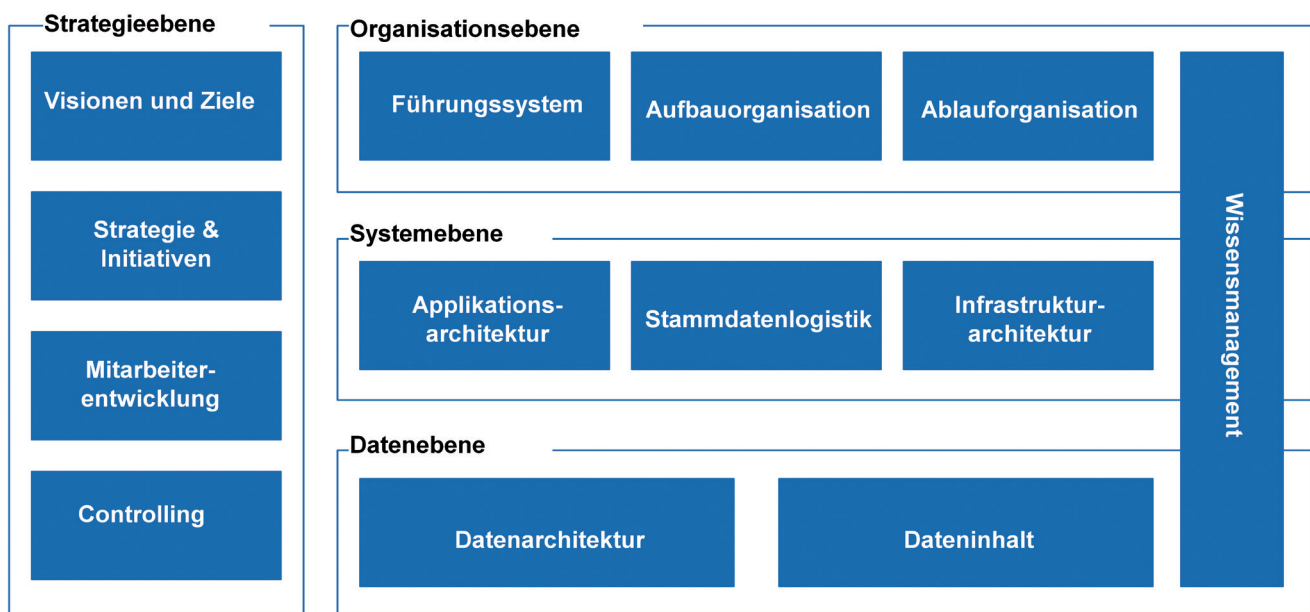 Strategieebene
Visionen und Ziele
Strategie &
Initiativen
Mitarbeiter-
entwicklung
Controlling
Organisationsebene
Führungssystem
Aufbauorganisation
Ablauforganisation
Systemebene
Applikations-
architektur
Stammdatenlogistik
Infrastruktur-
architektur
Datenebene
Datenarchitektur
Dateninhalt
Wissensmanagement